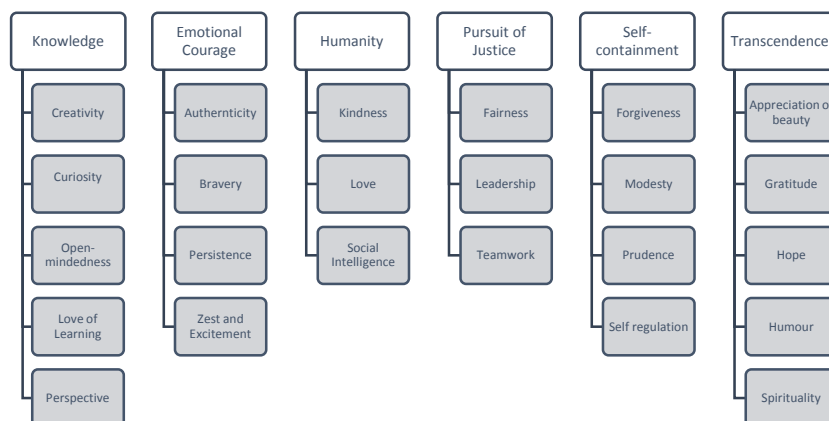 Knowledge
Creativity
Curiosity
Open-
mindedness
Love of
Learning
Perspective
Emotional
Courage
Authernticity
Bravery
Persistence
Zest and
Excitement
Humanity
Kindness
Love
Social
Intelligence
Pursuit of
Justice
Fairness
Leadership
Teamwork
Self-
containment
Forgiveness
Modesty
Prudence
Self regulation
Transcendence
Appreciation o
beauty
Gratitude
Hope
Humour
Spirituality